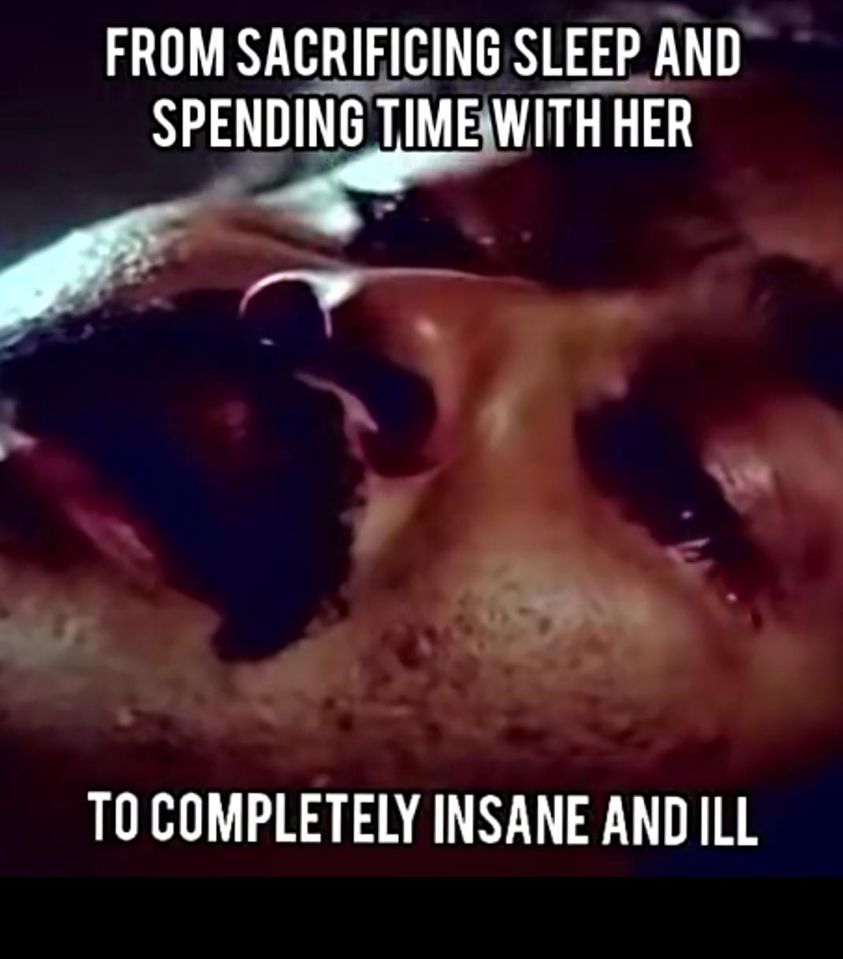 FROM SACRIFICING SLEEP AND
SPENDING TIME WITH HER
TO COMPLETELY INSANE AND ILL